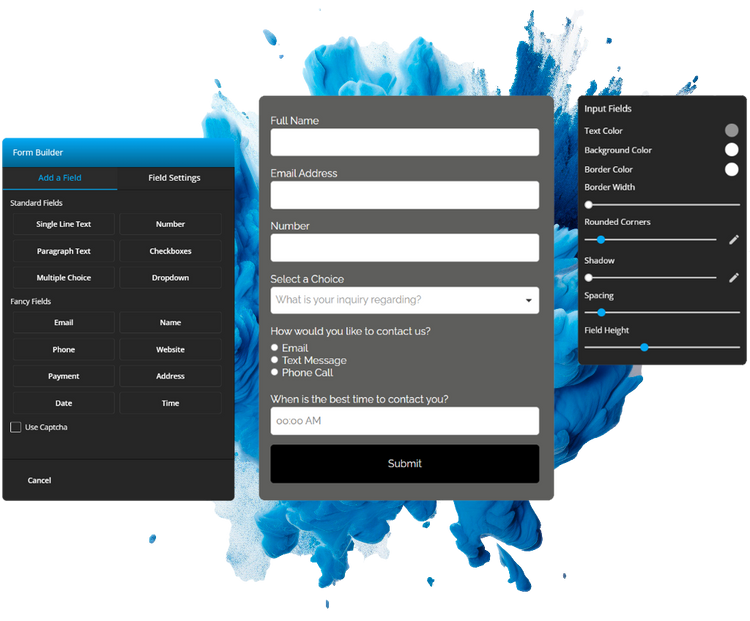 Form Builder
Add a Field
Field Settings
Standard Fields
Single Line Text
Number
Paragraph Text
Checkboxes
Multiple Choice
Dropdown
Fancy Fields
Email
Name
Phone
Website
Payment
Address
Date
Time
Use Captcha
Cancel
Full Name
Email Address
Number
Select a Choice
What is your inquiry regarding?
How would you like to contact us?
Email
Text Message
Phone Call
When is the best time to contact you?
00:00 AM
Submit
Input Fields
Text Color
Background Color
Border Color
Border Width
Rounded Corners
Shadow
Spacing
Field Height